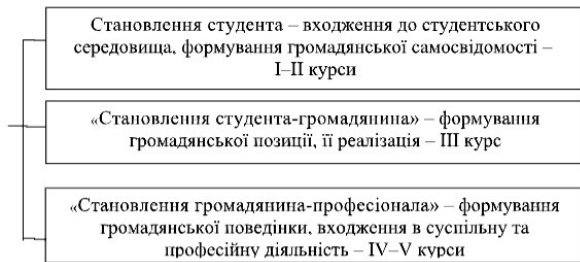 Становлення студента – входження до студентського
середовища, формування громадянської самосвідомості –
І–ІІ курси
«Становлення студента-громадянина» – формування
громадянської позиції, її реалізація – ІІІ курс
«Становлення громадянина-професіонала» – формування
громадянської поведінки, входження в суспільну та
професійну діяльність – IV–V курси